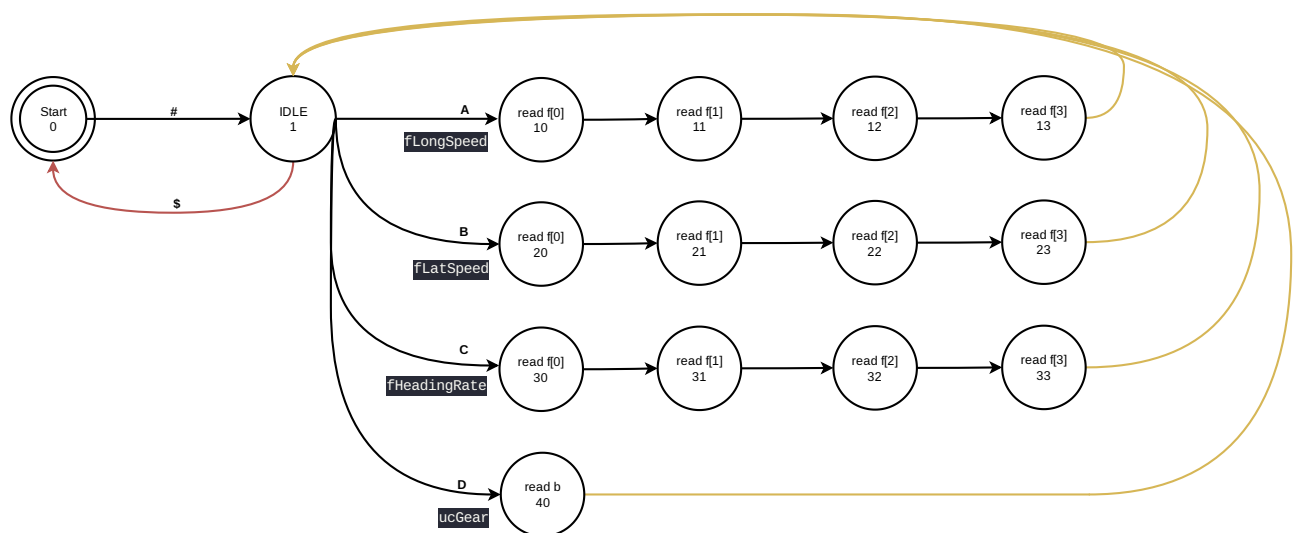 Start
0
#
IDLE
1
$
A
fLongSpeed
read f[0]
10
read f[1]
11
read f[2]
12
read f[3]
13
B
fLatSpeed
read f[0]
20
read f[1]
21
read f[2]
22
read f[3]
23
C
fHeadingRate
read f[0]
30
read f[1]
31
read f[2]
32
read f[3]
33
D
ucGear
read b
40